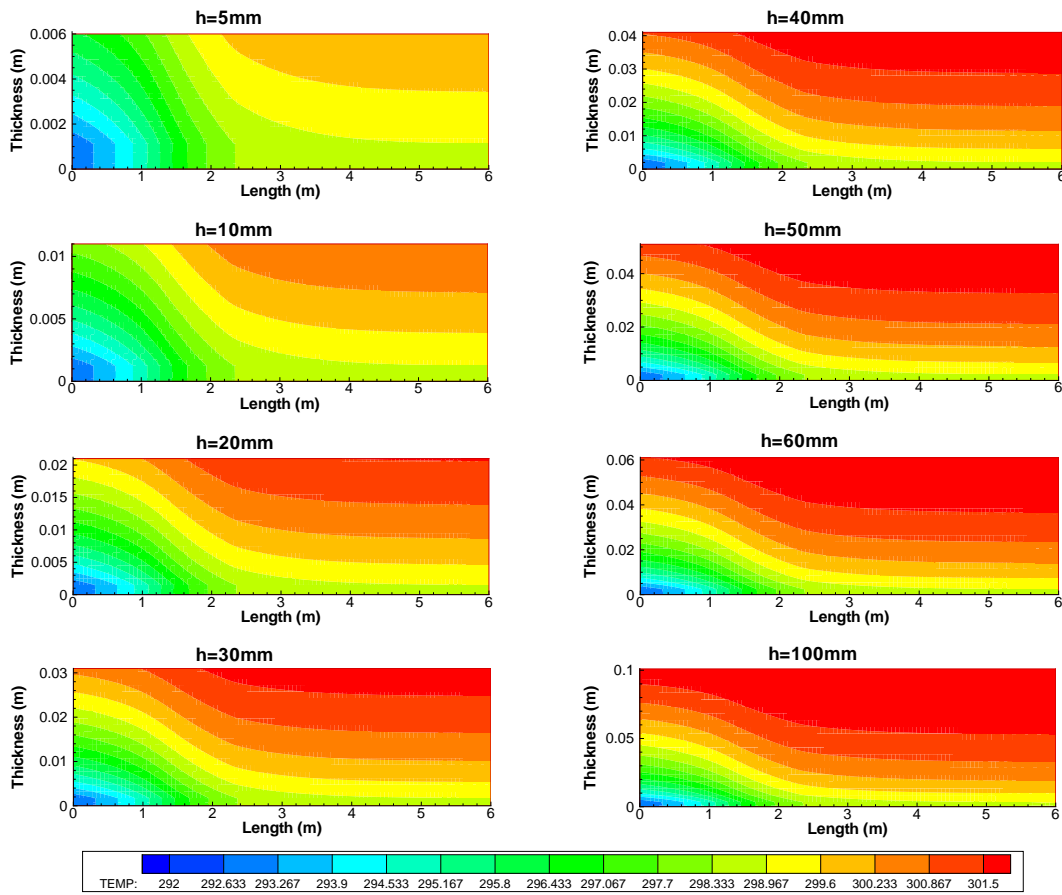 h=5mm
0.006
0.004
0.002
0
Thickness (m)
0 1 2 3 4 5 6
Length (m)
h=40mm
0.04
0.03
0.02
0.01
0
Thickness (m)
0 1 2 3 4 5 6
Length (m)
h=10mm
0.01
0.005
0
Thickness (m)
0 1 2 3 4 5 6
Length (m)
h=50mm
0.04
0.02
0
Thickness (m)
0 1 2 3 4 5 6
Length (m)
h=20mm
0.02
0.015
0.01
0.005
0
Thickness (m)
0 1 2 3 4 5 6
Length (m)
h=60mm
0.06
0.04
0.02
0
Thickness (m)
0 1 2 3 4 5 6
Length (m)
h=30mm
0.03
0.02
0.01
0
Thickness (m)
0 1 2 3 4 5 6
Length (m)
h=100mm
0.1
0.05
0
Thickness (m)
0 1 2 3 4 5 6
Length (m)
TEMP: 292 292.633 293.267 293.9 294.533 295.167 295.8 296.433 297.067 297.7 298.333 298.967 299.6 300.233 300.867 301.5